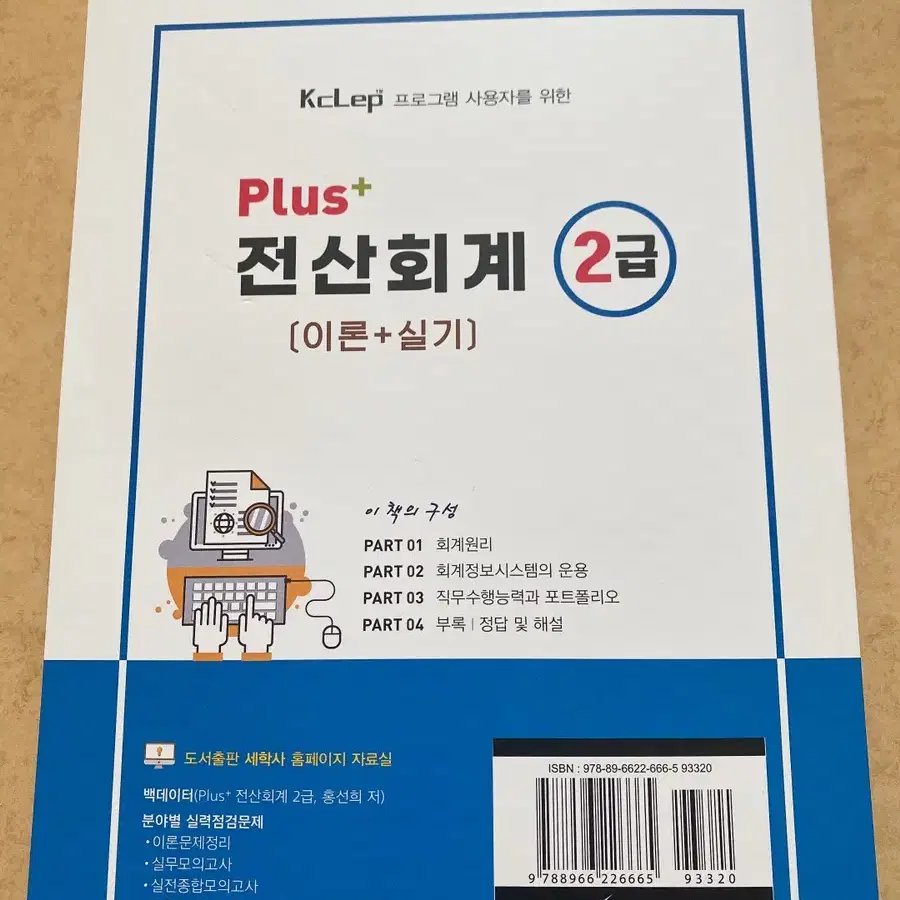 KcLep™ 프로그램 사용자를 위한
Plus+
전산회계 2급
(이론+실기)
이 책의 구성
PART 01 회계원리
PART 02 회계정보시스템의 운용
PART 03 직무수행능력과 포트폴리오
PART 04 부록 | 정답 및 해설
도서출판 세학사 홈페이지 자료실
백데이터(Plus+ 전산회계 2급, 홍선희 저)
분야별 실력점검문제
• 이론문제정리
• 실무모의고사
• 실전종합모의고사
ISBN : 978-89-6622-666-5 93320
9 788966 226665
93320